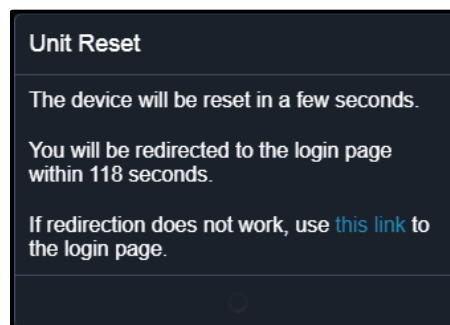 Unit Reset
The device will be reset in a few seconds.
You will be redirected to the login page
within 118 seconds.
If redirection does not work, use this link to
the login page.